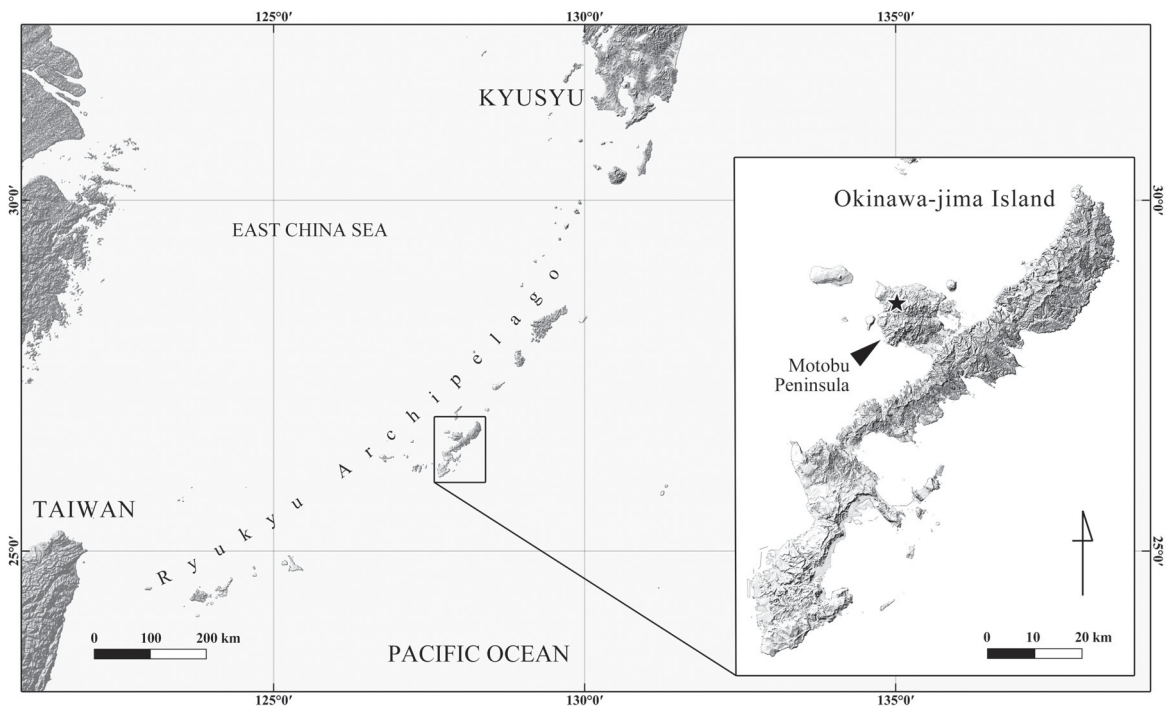 125°0′ 130°0′ 135°0′
KYUSYU
30°0′ 30°0′
Okinawa-jima Island
EAST CHINA SEA
Motobu
Peninsula
Ryukyu Archipelago
TAIWAN
25°0′ 25°0′
0 100 200 km
0 10 20 km
PACIFIC OCEAN
125°0′ 130°0′ 135°0′